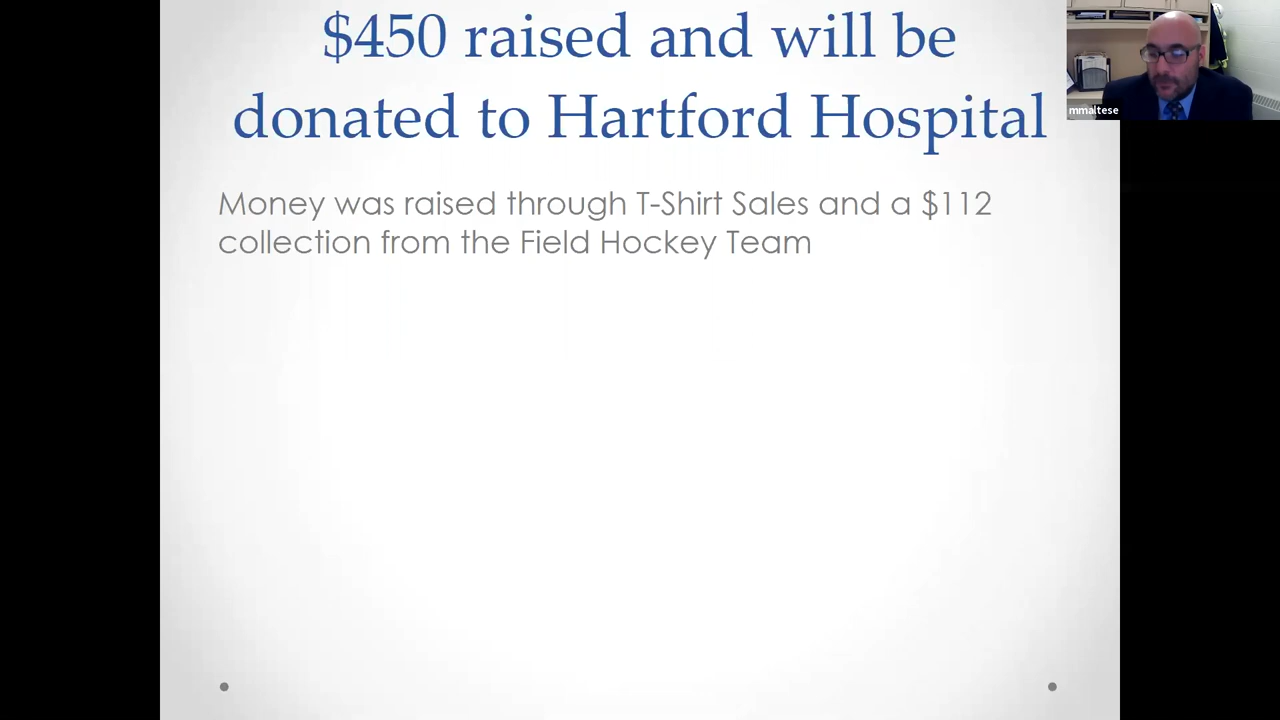 $450 raised and will be
donated to Hartford Hospital
mmaltese
Money was raised through T-Shirt Sales and a $112
collection from the Field Hockey Team